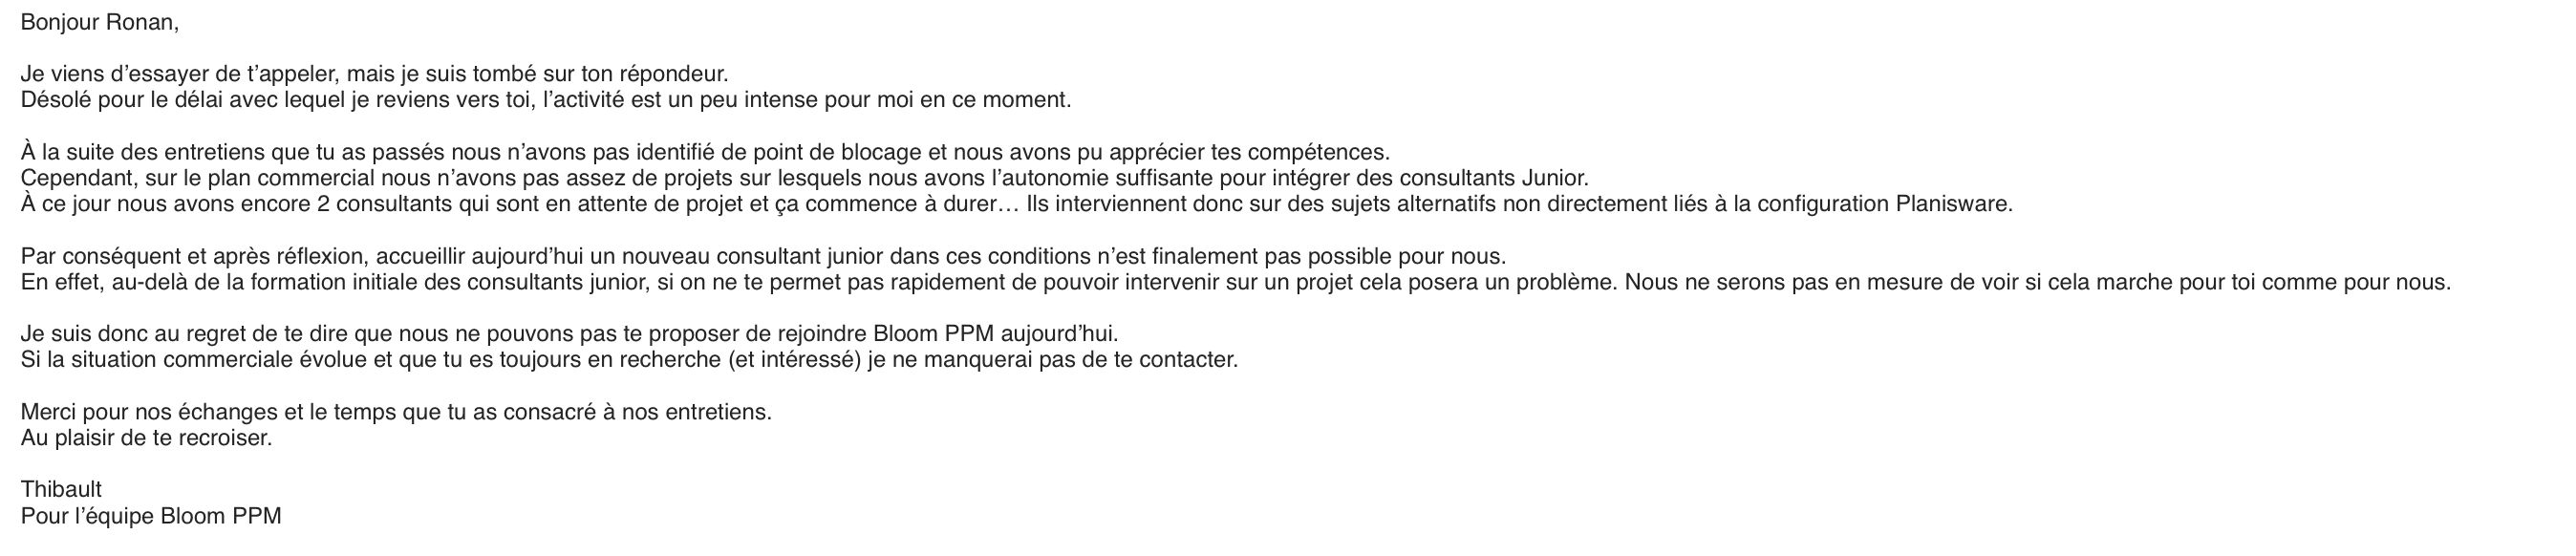 Bonjour Ronan,
Je viens d’essayer de t’appeler, mais je suis tombé sur ton répondeur.
Désolé pour le délai avec lequel je reviens vers toi, l’activité est un peu intense pour moi en ce moment.
À la suite des entretiens que tu as passés nous n’avons pas identifié de point de blocage et nous avons pu apprécier tes compétences.
Cependant, sur le plan commercial nous n’avons pas assez de projets sur lesquels nous avons l’autonomie suffisante pour intégrer des consultants Junior.
À ce jour nous avons encore 2 consultants qui sont en attente de projet et ça commence à durer… Ils interviennent donc sur des sujets alternatifs non directement liés à la configuration Planisware.
Par conséquent et après réflexion, accueillir aujourd’hui un nouveau consultant junior dans ces conditions n’est finalement pas possible pour nous.
En effet, au-delà de la formation initiale des consultants junior, si on ne te permet pas rapidement de pouvoir intervenir sur un projet cela posera un problème. Nous ne serons pas en mesure de voir si cela marche pour toi comme pour nous.
Je suis donc au regret de te dire que nous ne pouvons pas te proposer de rejoindre Bloom PPM aujourd’hui.
Si la situation commerciale évolue et que tu es toujours en recherche (et intéressé) je ne manquerai pas de te contacter.
Merci pour nos échanges et le temps que tu as consacré à nos entretiens.
Au plaisir de te recroiser.
Thibault
Pour l’équipe Bloom PPM